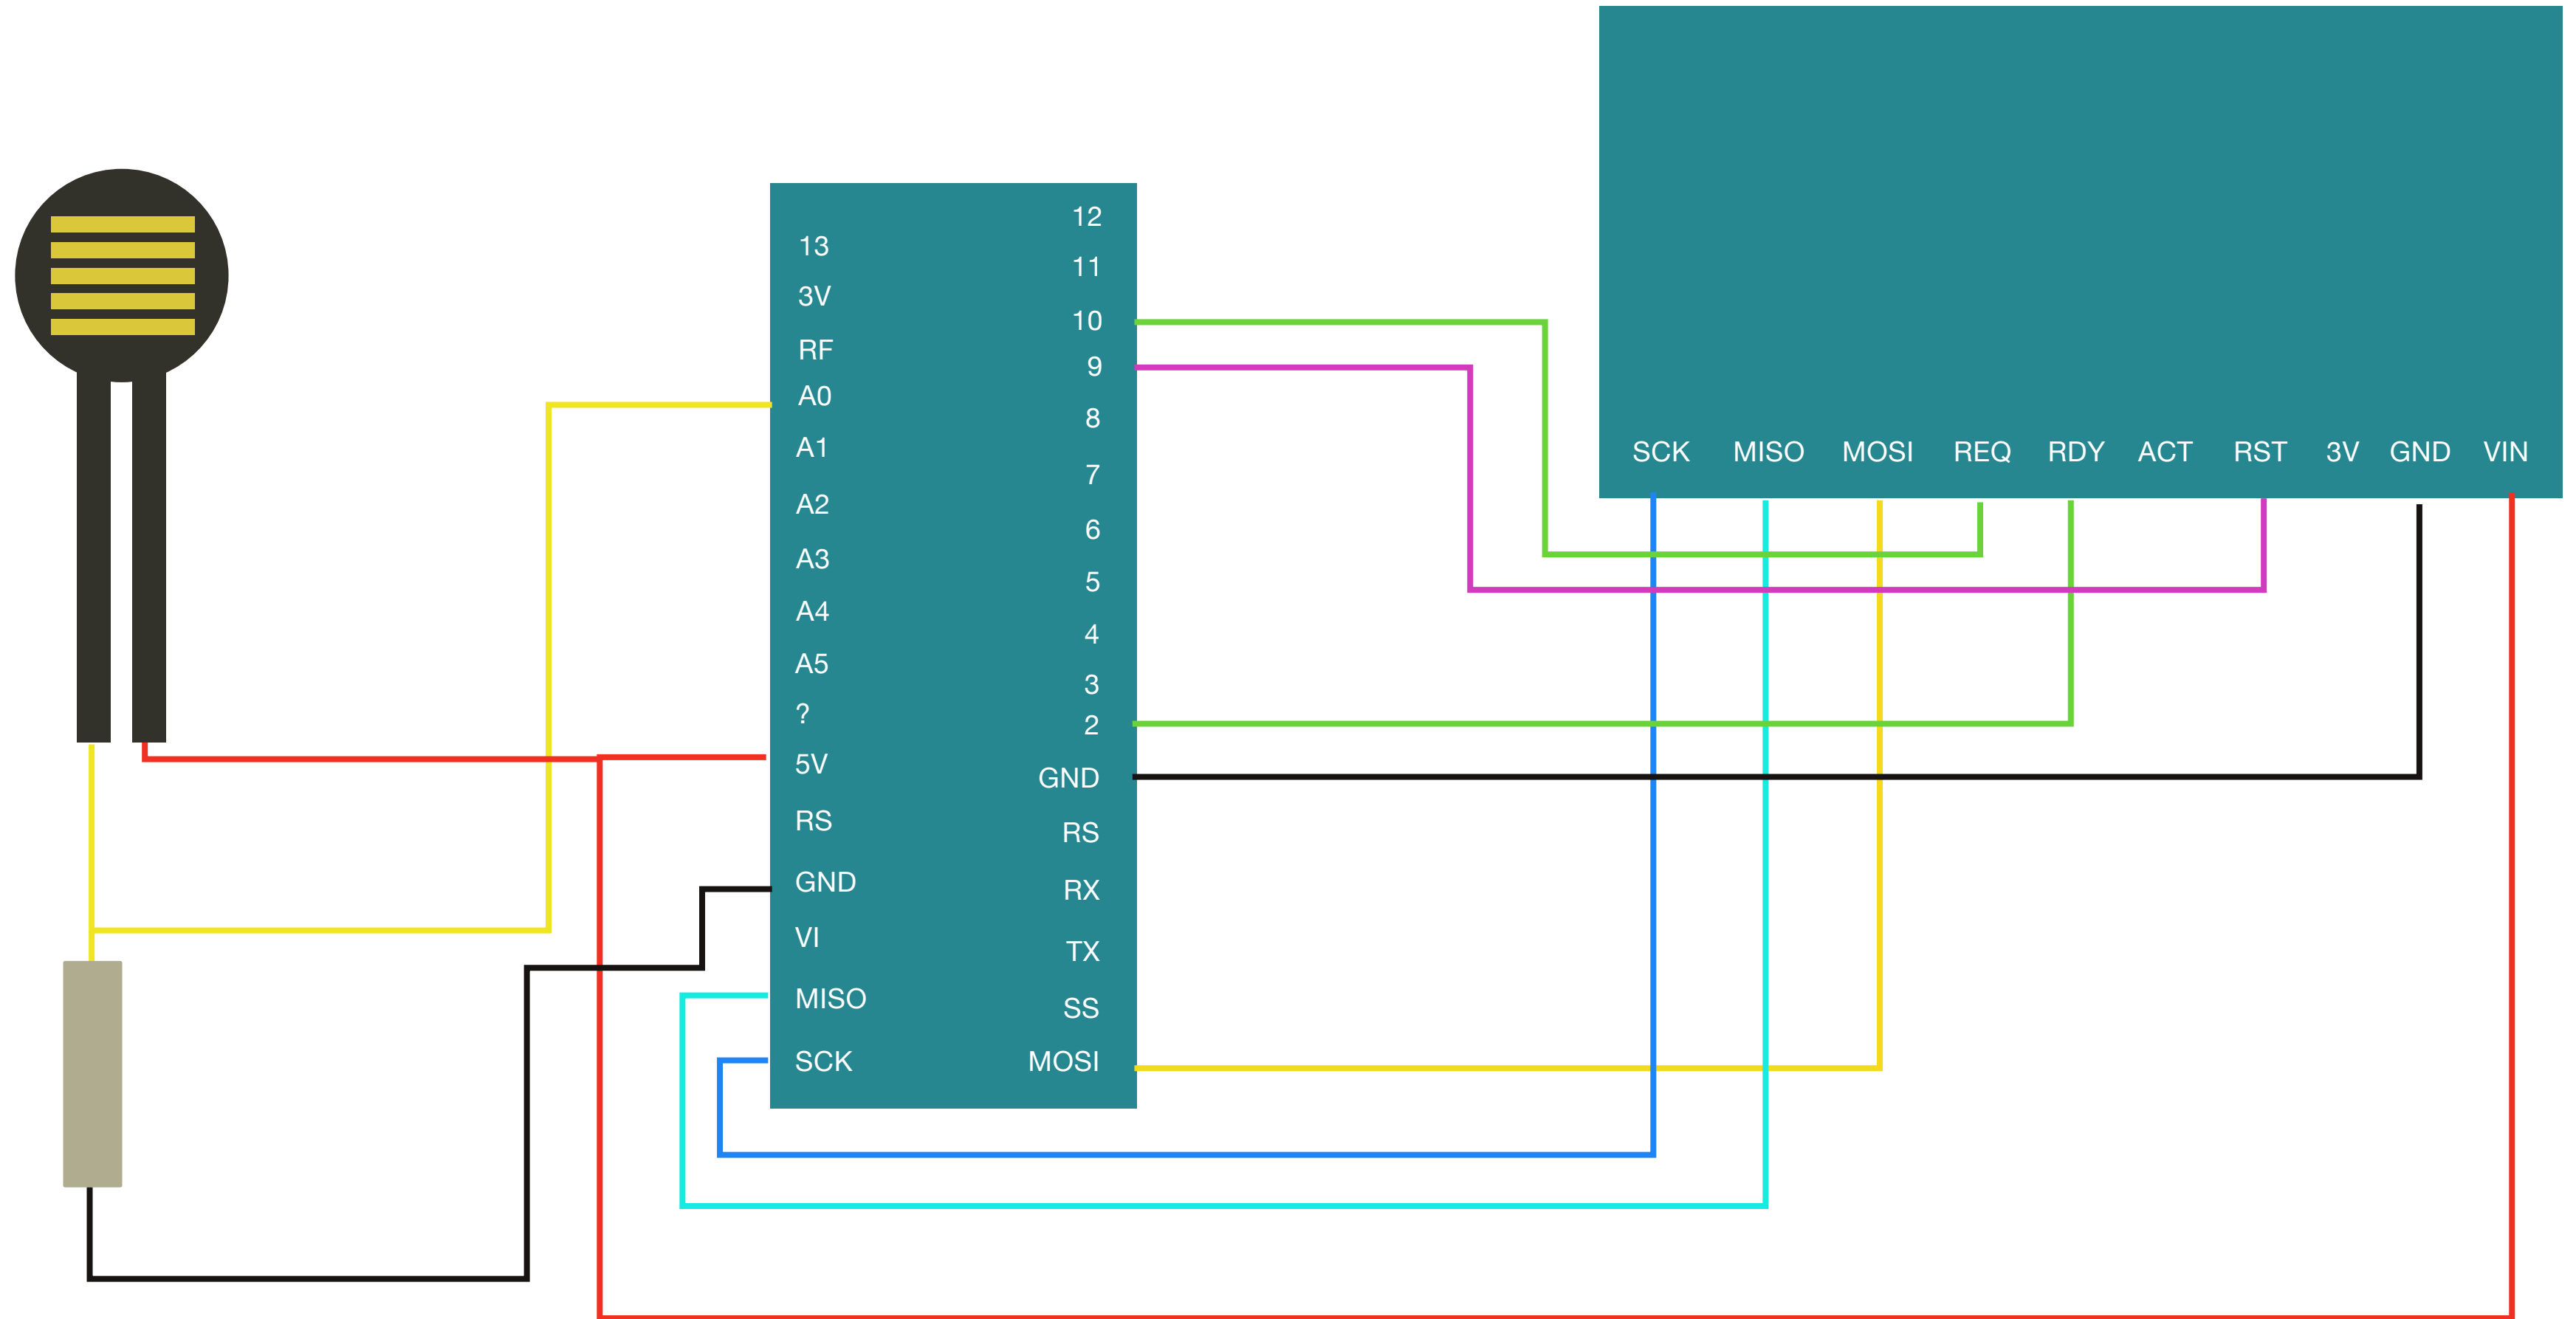 13
3V
RF
A0
A1
A2
A3
A4
A5
?
5V
RS
GND
VI
MISO
SCK
12
11
10
9
8
7
6
5
4
3
2
GND
RS
RX
TX
SS
MOSI
SCK MISO MOSI REQ RDY ACT RST 3V GND VIN